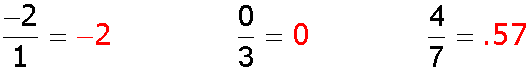 -2/1 = -2    0/3 = 0    4/7 = .57